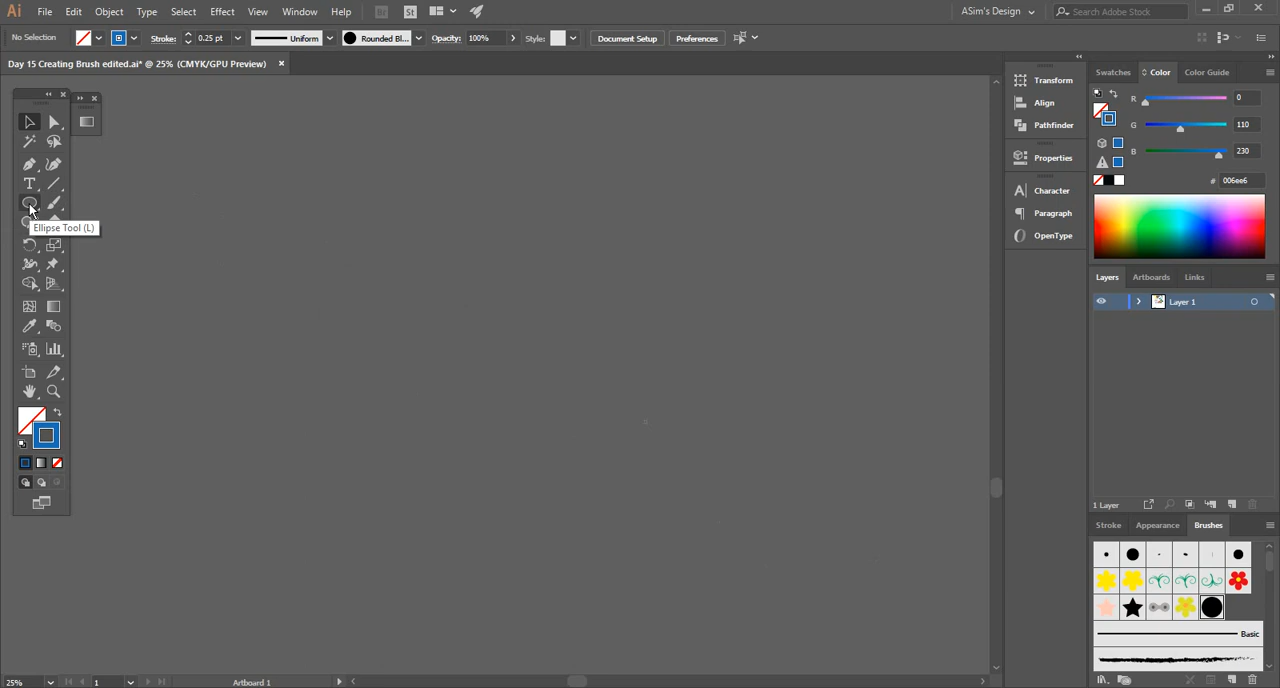 Ai File Edit Object Type Select Effect View Window Help Br St ASim's Design Search Adobe Stock
No Selection Stroke: 0.25 pt Uniform Rounded Bl... Opacity: 100% Style: Document Setup Preferences
Day 15 Creating Brush edited.ai* @ 25% (CMYK/GPU Preview)
Ellipse Tool (L)
Transform
Align
Pathfinder
Properties
Character
Paragraph
OpenType
Swatches Color Color Guide
R 0
G 110
B 230
# 006ee6
Layers Artboards Links
Layer 1
1 Layer
Stroke Appearance Brushes
Basic
25% 1 Artboard 1